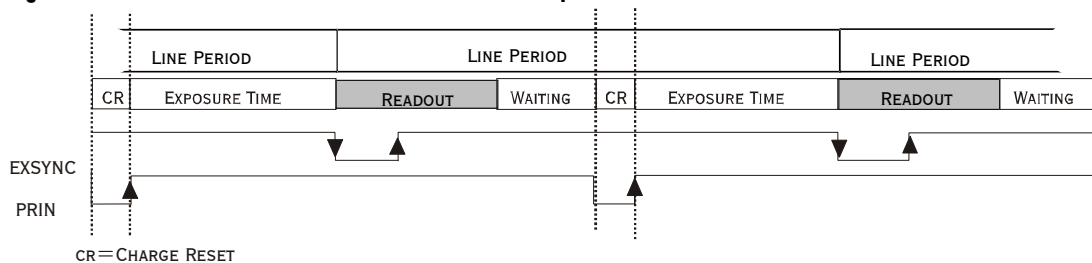 LINE PERIOD LINE PERIOD LINE PERIOD
CR EXPOSURE TIME READOUT WAITING CR EXPOSURE TIME READOUT WAITING
EXSYNC
PRIN
CR=CHARGE RESET